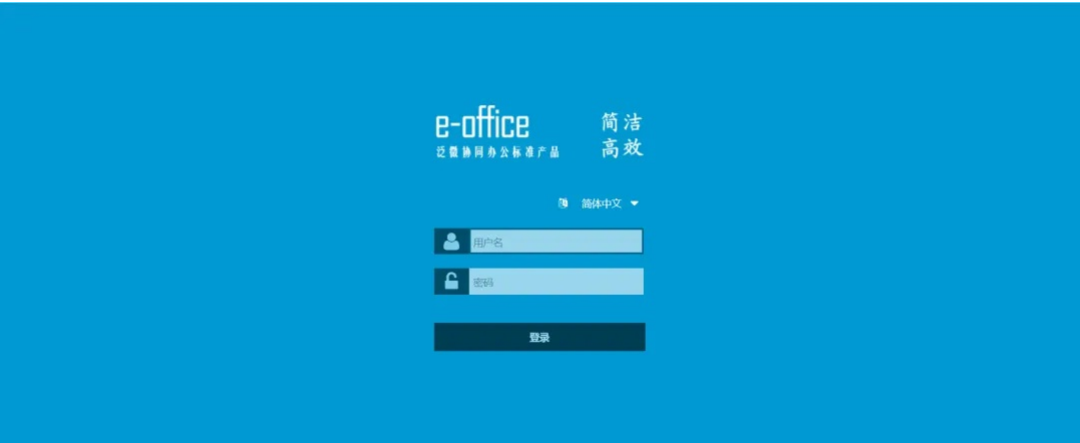 e-office
泛微协同办公标准产品
简洁
高效
简体中文
用户名
密码
登录